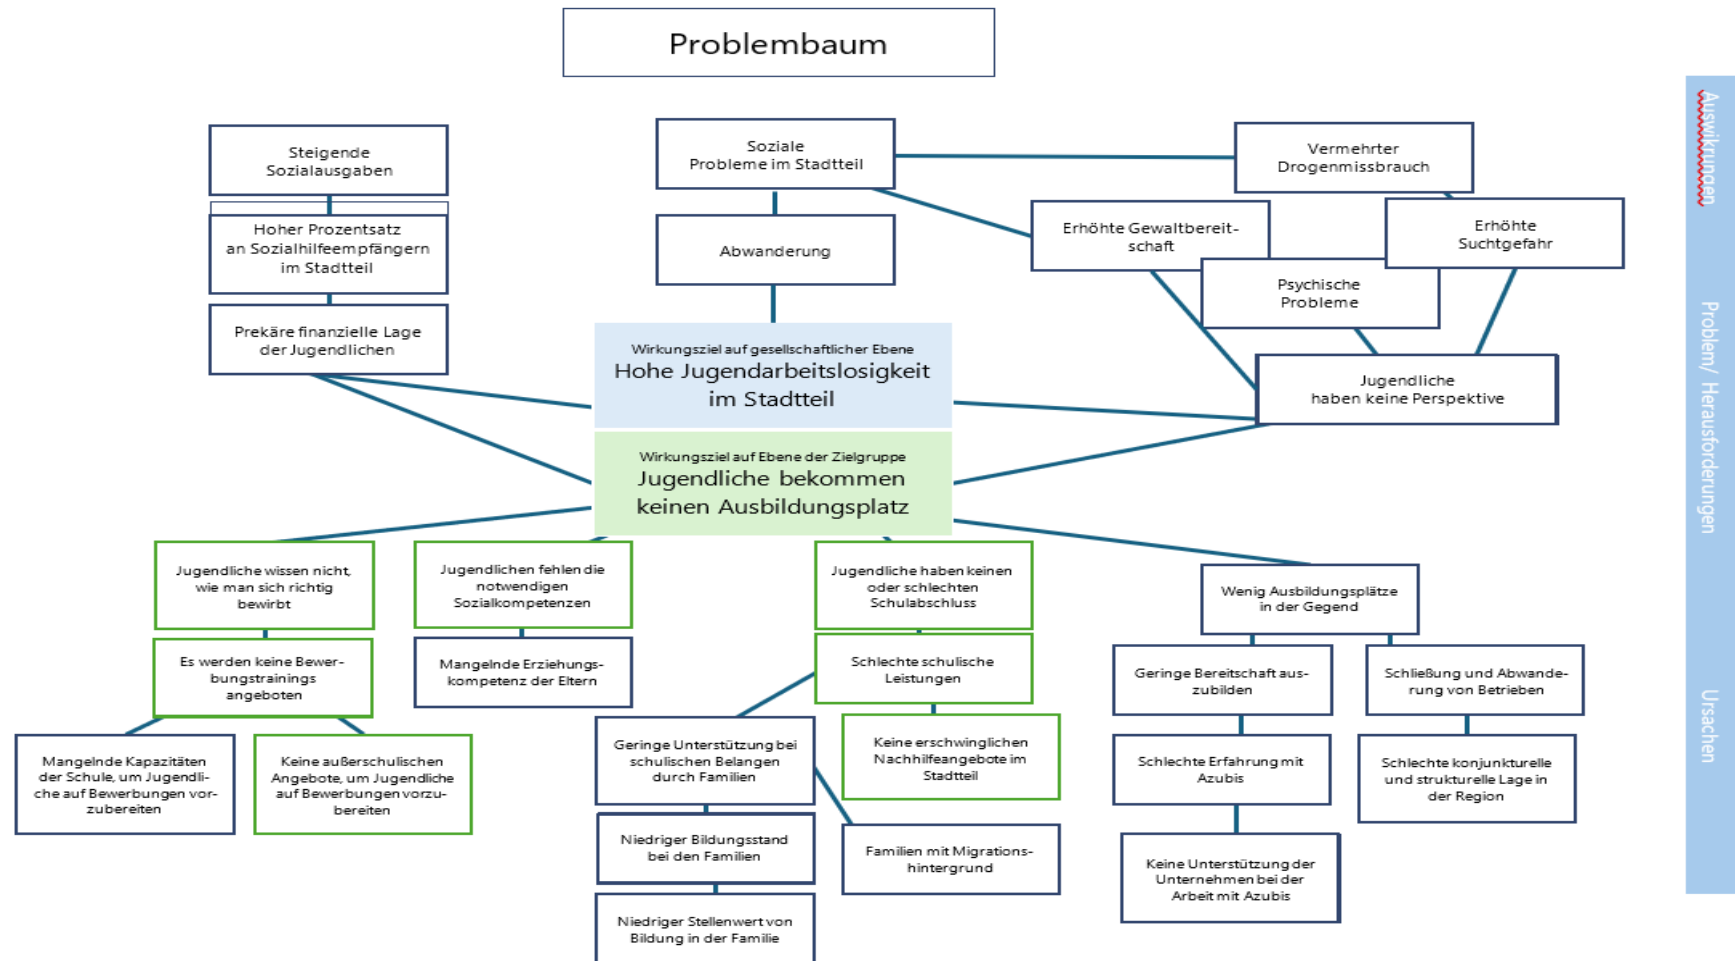 Problembaum
Steigende
Sozialausgaben
Hoher Prozentsatz
an Sozialhilfeempfängern
im Stadtteil
Prekäre finanzielle Lage
der Jugendlichen
Soziale
Probleme im Stadtteil
Abwanderung
Vermehrter
Drogenmissbrauch
Erhöhte Gewaltbereit-
schaft
Erhöhte
Suchtgefahr
Psychische
Probleme
Jugendliche
haben keine Perspektive
Wirkungsziel auf gesellschaftlicher Ebene
Hohe Jugendarbeitslosigkeit
im Stadtteil
Wirkungsziel auf Ebene der Zielgruppe
Jugendliche bekommen
keinen Ausbildungsplatz
Jugendliche wissen nicht,
wie man sich richtig
bewirbt
Es werden keine Bewer-
bungstrainings
angeboten
Mangelnde Kapazitäten
der Schule, um Jugendli-
che auf Bewerbungen vor-
zubereiten
Keine außerschulischen
Angebote, um Jugendliche
auf Bewerbungen vorzu-
bereiten
Jugendlichen fehlen die
notwendigen
Sozialkompetenzen
Mangelnde Erziehungs-
kompetenz der Eltern
Jugendliche haben keinen
oder schlechten
Schulabschluss
Schlechte schulische
Leistungen
Geringe Unterstützung bei
schulischen Belangen
durch Familien
Keine erschwinglichen
Nachhilfeangebote im
Stadtteil
Niedriger Bildungsstand
bei den Familien
Familien mit Migrations-
hintergrund
Niedriger Stellenwert von
Bildung in der Familie
Wenig Ausbildungsplätze
in der Gegend
Geringe Bereitschaft aus-
zubilden
Schließung und Abwande-
rung von Betrieben
Schlechte Erfahrung mit
Azubis
Schlechte konjunkturelle
und strukturelle Lage in
der Region
Keine Unterstützung der
Unternehmen bei der
Arbeit mit Azubis
Auswikrungen
Problem/ Herausforderungen
Ursachen